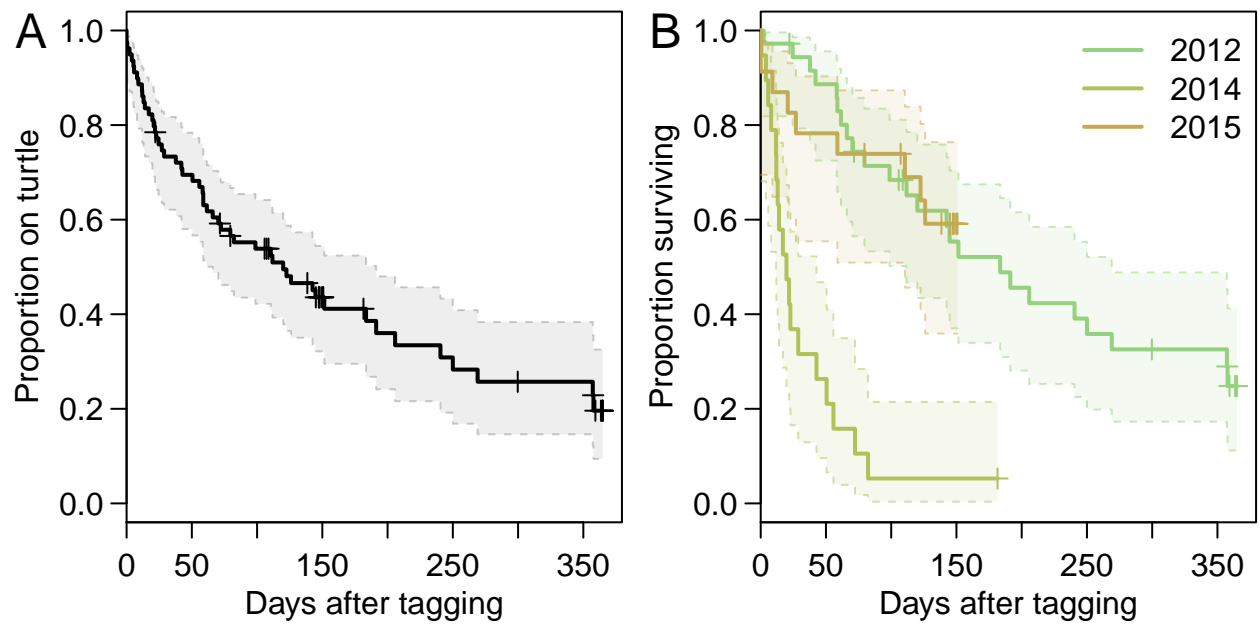 A
1.0
0.8
0.6
0.4
0.2
0.0
Proportion on turtle
0 50 150 250 350
Days after tagging
B
1.0
0.8
0.6
0.4
0.2
0.0
Proportion surviving
2012
2014
2015
0 50 150 250 350
Days after tagging